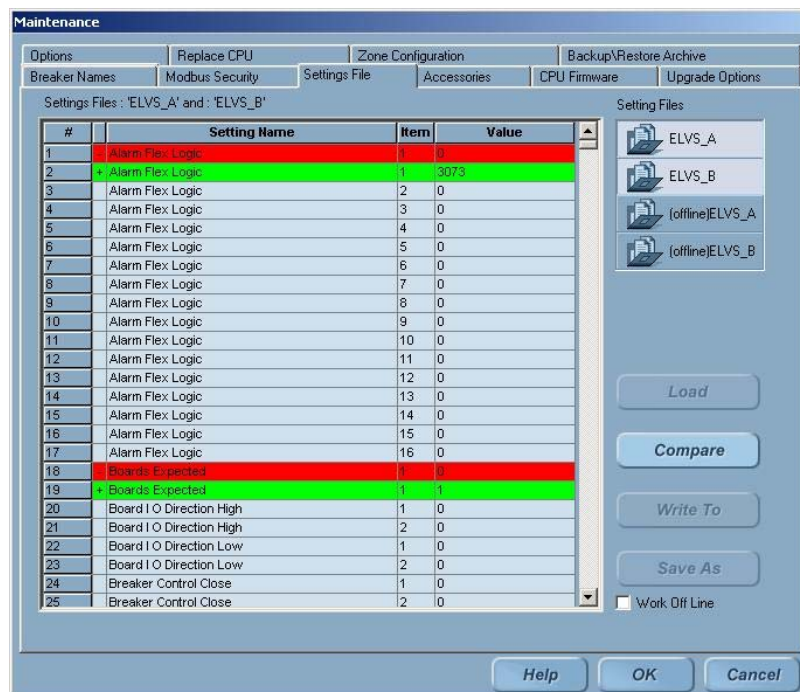 Maintenance
Options Replace CPU Zone Configuration Backup\Restore Archive
Breaker Names Modbus Security Settings File Accessories CPU Firmware Upgrade Options
Settings Files : 'ELVS_A' and : 'ELVS_B'
Setting Files
# Setting Name Item Value
1 - Alarm Flex Logic 1 0
2 + Alarm Flex Logic 1 3073
3 Alarm Flex Logic 2 0
4 Alarm Flex Logic 3 0
5 Alarm Flex Logic 4 0
6 Alarm Flex Logic 5 0
7 Alarm Flex Logic 6 0
8 Alarm Flex Logic 7 0
9 Alarm Flex Logic 8 0
10 Alarm Flex Logic 9 0
11 Alarm Flex Logic 10 0
12 Alarm Flex Logic 11 0
13 Alarm Flex Logic 12 0
14 Alarm Flex Logic 13 0
15 Alarm Flex Logic 14 0
16 Alarm Flex Logic 15 0
17 Alarm Flex Logic 16 0
18 - Boards Expected 1 0
19 + Boards Expected 1 1
20 Board I O Direction High 1 0
21 Board I O Direction High 2 0
22 Board I O Direction Low 1 0
23 Board I O Direction Low 2 0
24 Breaker Control Close 1 0
25 Breaker Control Close 2 0
ELVS_A
ELVS_B
(offline)ELVS_A
(offline)ELVS_B
Load
Compare
Write To
Save As
Work Off Line
Help OK Cancel